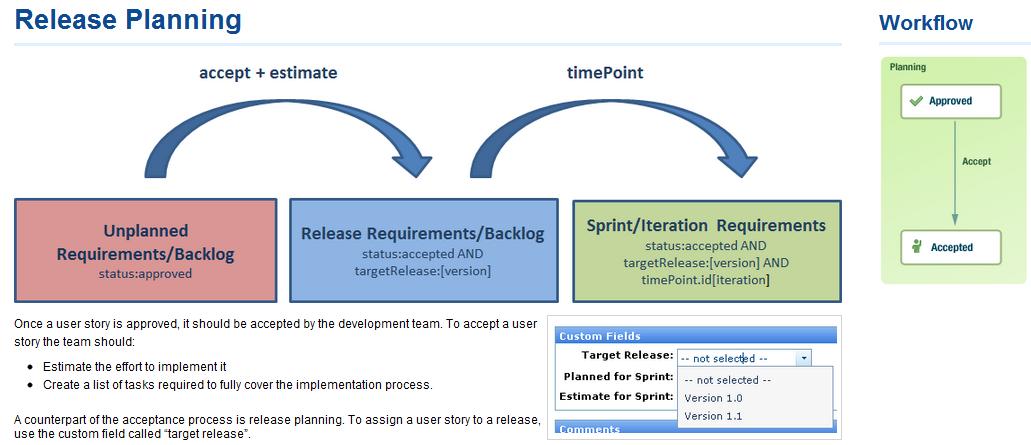 Release Planning
Workflow
accept + estimate
timePoint
Planning
Approved
Accept
Accepted
Unplanned
Requirements/Backlog
status:approved
Release Requirements/Backlog
status:accepted AND
targetRelease:[version]
Sprint/Iteration Requirements
status:accepted AND
targetRelease:[version] AND
timePoint.id[iteration]
Once a user story is approved, it should be accepted by the development team. To accept a user
story the team should:
• Estimate the effort to implement it
• Create a list of tasks required to fully cover the implementation process.
A counterpart of the acceptance process is release planning. To assign a user story to a release,
use the custom field called “target release”.
Custom Fields
Target Release: -- not selected --
Planned for Sprint: -- not selected --
Version 1.0
Estimate for Sprint:
Version 1.1
Comments